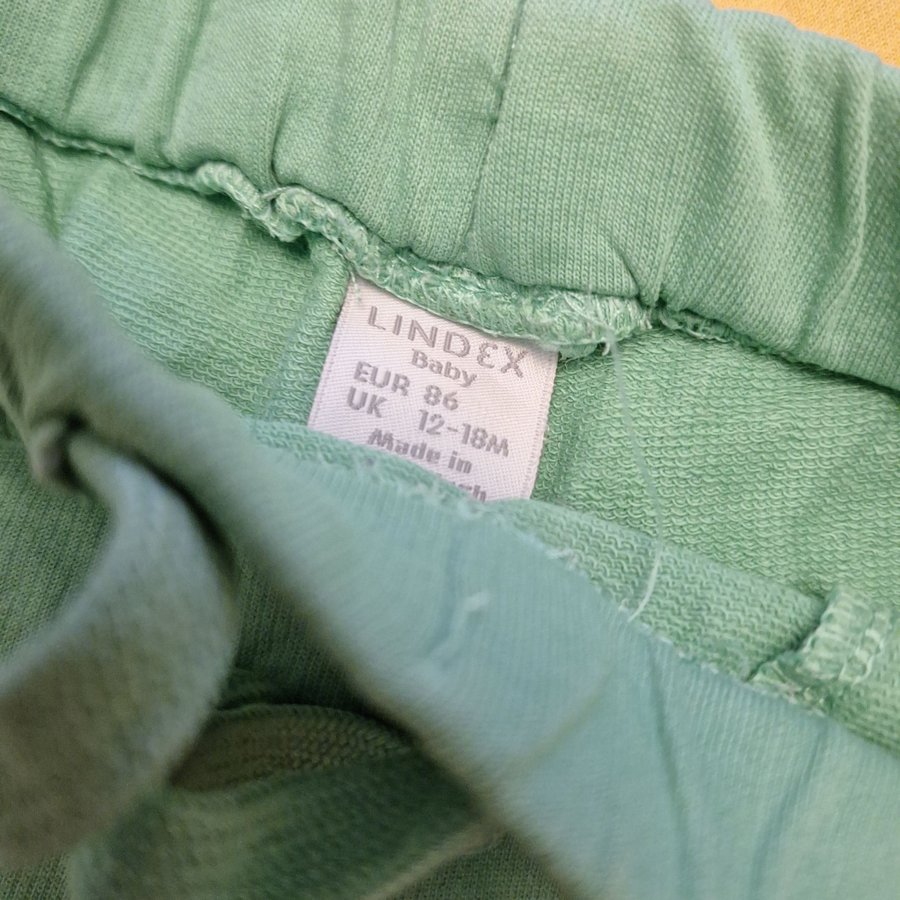 LINDEX
Baby
EUR 86
UK 12-18M
Made in